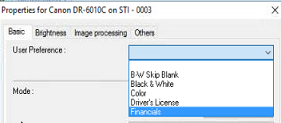 Properties for Canon DR-6010C on STI - 0003
Basic Brightness Image processing Others
User Preference :
B-W Skip Blank
Black & White
Mode :
Color
Driver's License
Financials